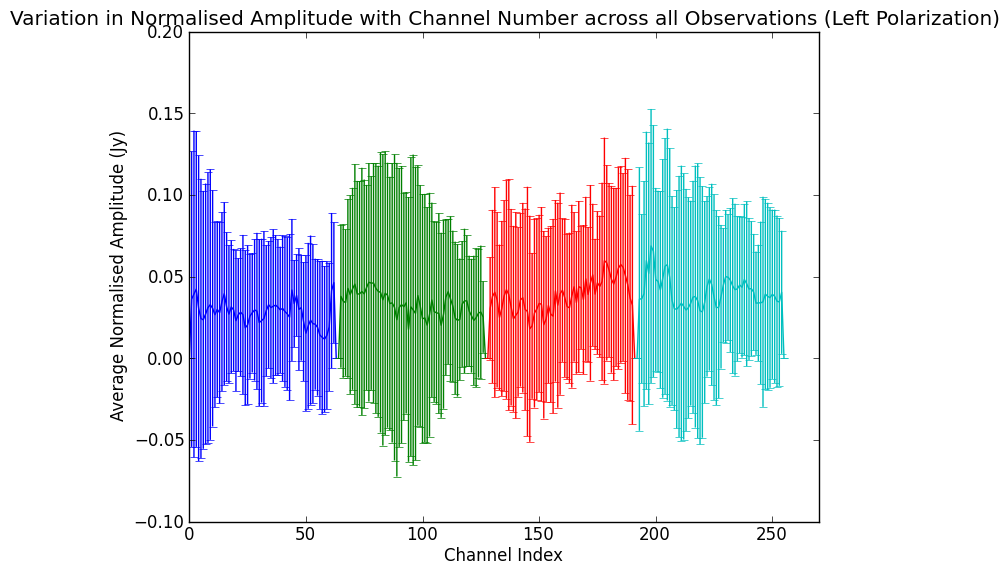 Variation in Normalised Amplitude with Channel Number across all Observations (Left Polarization)
0.20
0.15
0.10
0.05
0.00
−0.05
−0.10
Average Normalised Amplitude (Jy)
0 50 100 150 200 250
Channel Index